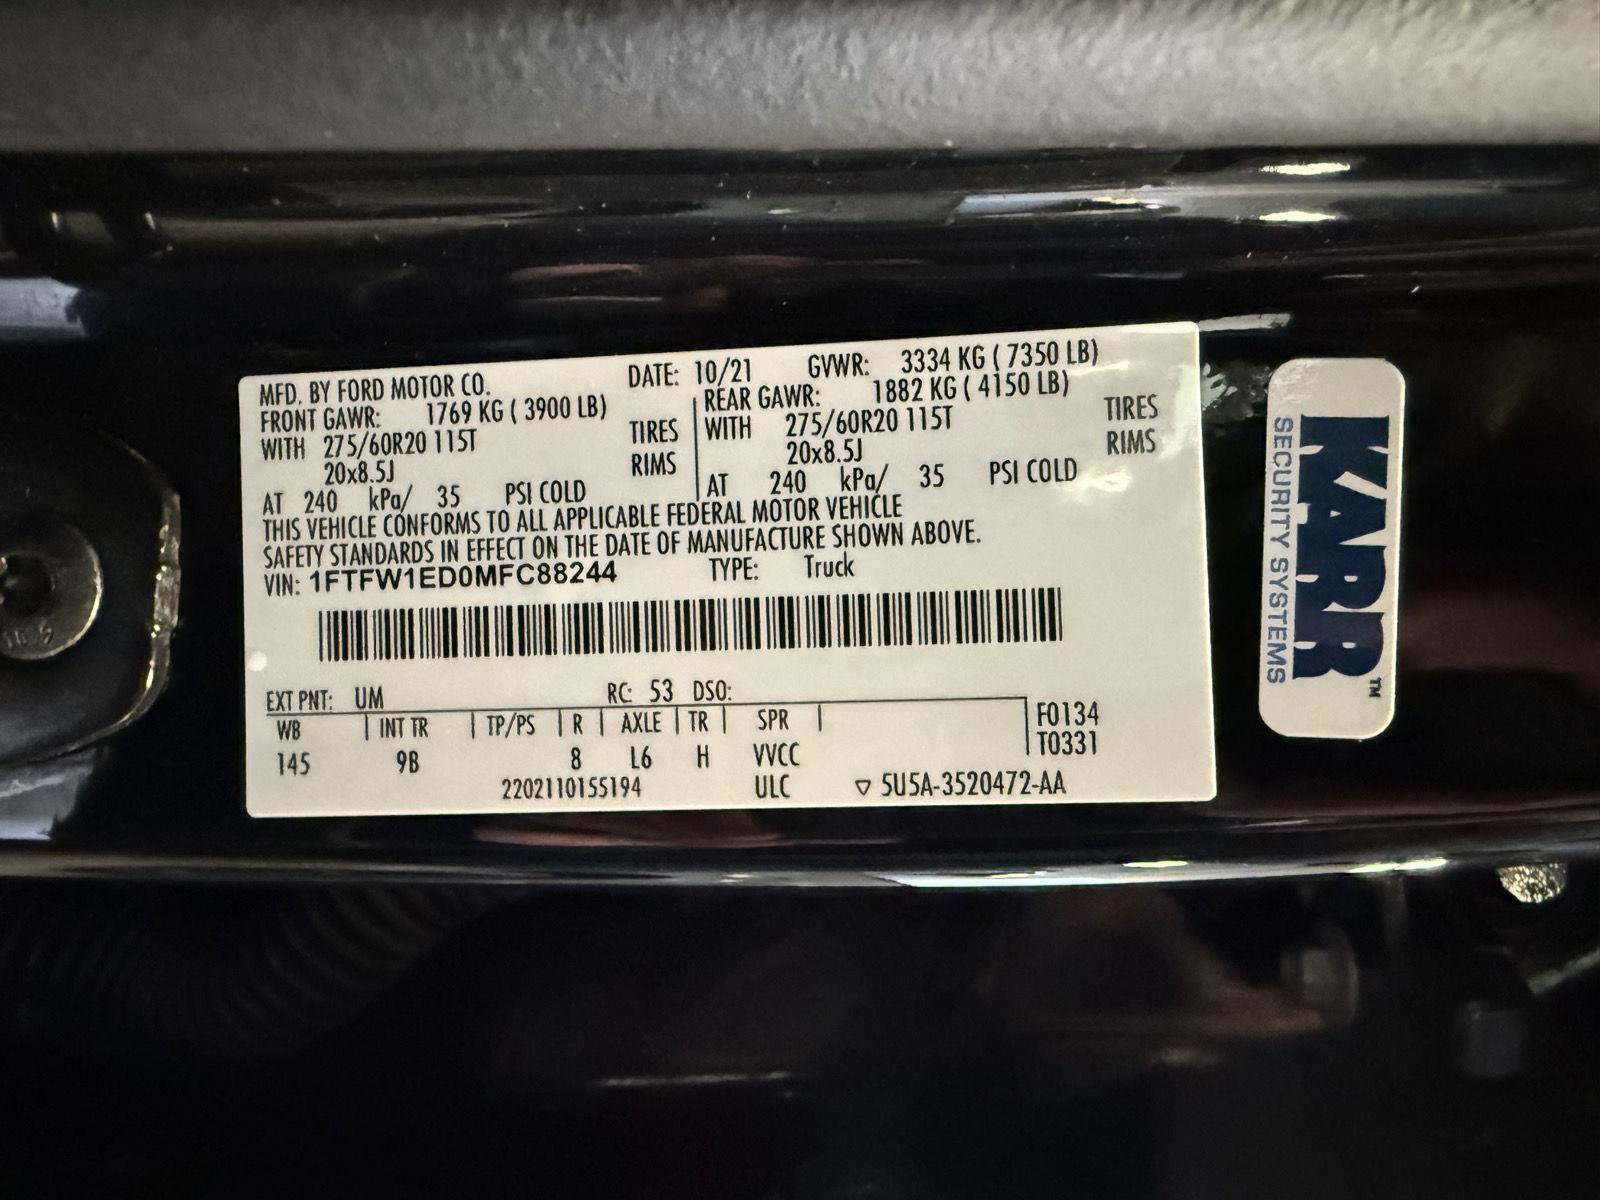 MFD. BY FORD MOTOR CO. DATE: 10/21 GVWR: 3334 KG ( 7350 LB)
FRONT GAWR: 1769 KG ( 3900 LB) REAR GAWR: 1882 KG ( 4150 LB)
WITH 275/60R20 115T TIRES WITH 275/60R20 115T TIRES
20x8.5J RIMS 20x8.5J RIMS
AT 240 kPa/ 35 PSI COLD AT 240 kPa/ 35 PSI COLD
THIS VEHICLE CONFORMS TO ALL APPLICABLE FEDERAL MOTOR VEHICLE
SAFETY STANDARDS IN EFFECT ON THE DATE OF MANUFACTURE SHOWN ABOVE.
VIN: 1FTFW1ED0MFC88244 TYPE: Truck
EXT PNT: UM RC: 53 DSO:
WB INT TR TP/PS R AXLE TR SPR F0134
145 9B 8 L6 H VVCC T0331
2202110155194 ULC ▽ 5U5A-3520472-AA
KARR™
SECURITY SYSTEMS